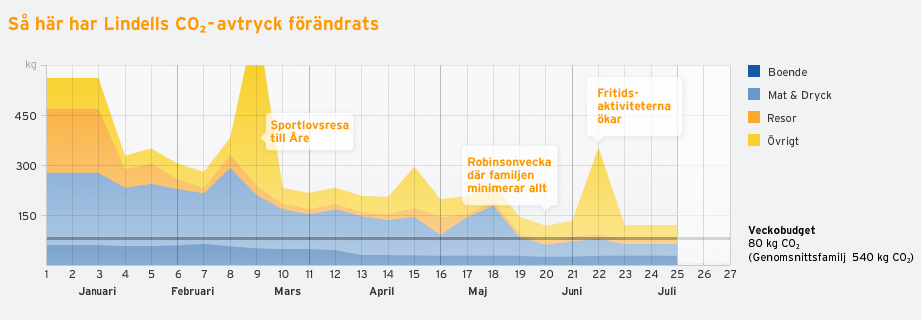 Så här har Lindells CO₂-avtryck förändrats
kg
450
300
150
Sportlovsresa
till Åre
Robinsonvecka
där familjen
minimerar allt
Fritids-
aktiviteterna
ökar
Boende
Mat & Dryck
Resor
Övrigt
Veckobudget
80 kg CO₂
(Genomsnittsfamilj 540 kg CO₂)
1 2 3 4 5 6 7 8 9 10 11 12 13 14 15 16 17 18 19 20 21 22 23 24 25 26 27
Januari Februari Mars April Maj Juni Juli